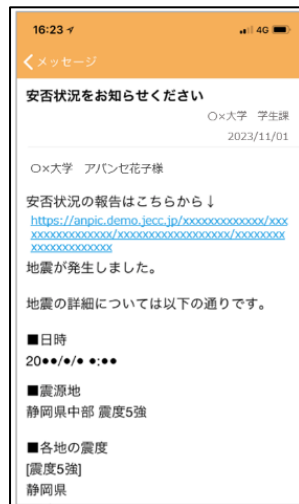 16:23
4G
メッセージ
安否状況をお知らせください
○×大学 学生課
2023/11/01
○×大学 アバンセ花子様
安否状況の報告はこちらから↓
https://anpic.demo.jecc.jp/xxxxxxxxxxxxx/xxx
xxxxxxxxxxxxx/xxxxxxxxxxxxxxxxxx/xxxxxxxx
xxxxxxxxxxxxx
地震が発生しました。
地震の詳細については以下の通りです。
■日時
20●●/●/● ●:●●
■震源地
静岡県中部 震度5強
■各地の震度
[震度5強]
静岡県